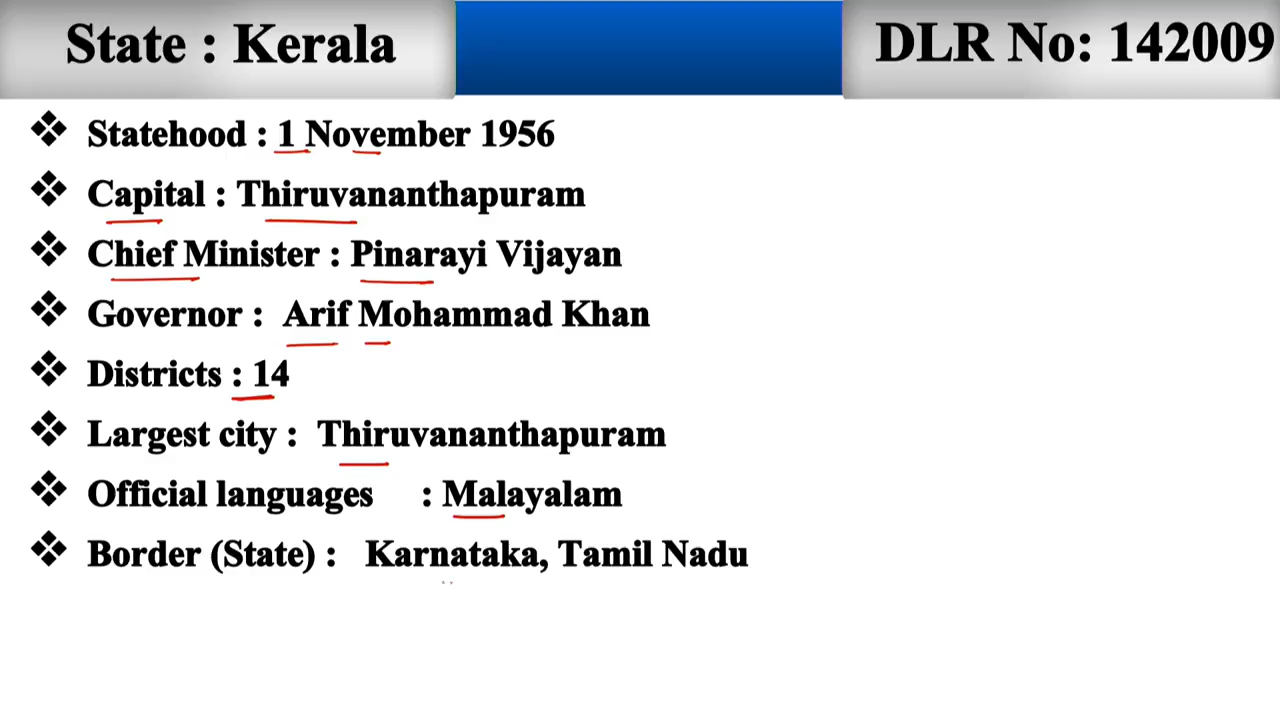 State : Kerala
DLR No: 142009
❖ Statehood : 1 November 1956
❖ Capital : Thiruvananthapuram
❖ Chief Minister : Pinarayi Vijayan
❖ Governor : Arif Mohammad Khan
❖ Districts : 14
❖ Largest city : Thiruvananthapuram
❖ Official languages : Malayalam
❖ Border (State) : Karnataka, Tamil Nadu